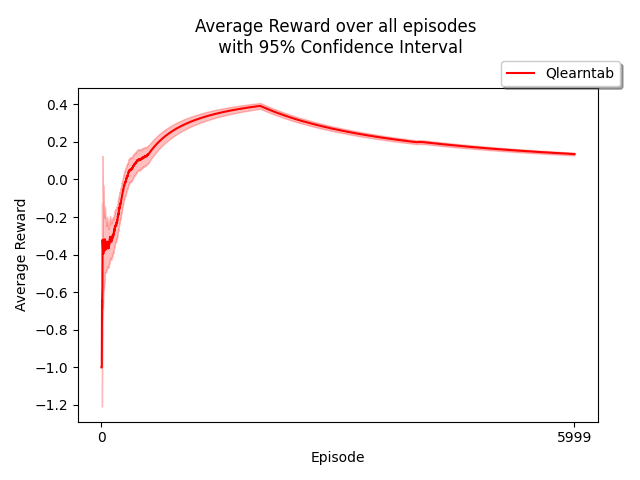 Average Reward over all episodes
with 95% Confidence Interval
Qlearntab
0.4
0.2
0.0
−0.2
−0.4
−0.6
−0.8
−1.0
−1.2
Average Reward
0
5999
Episode